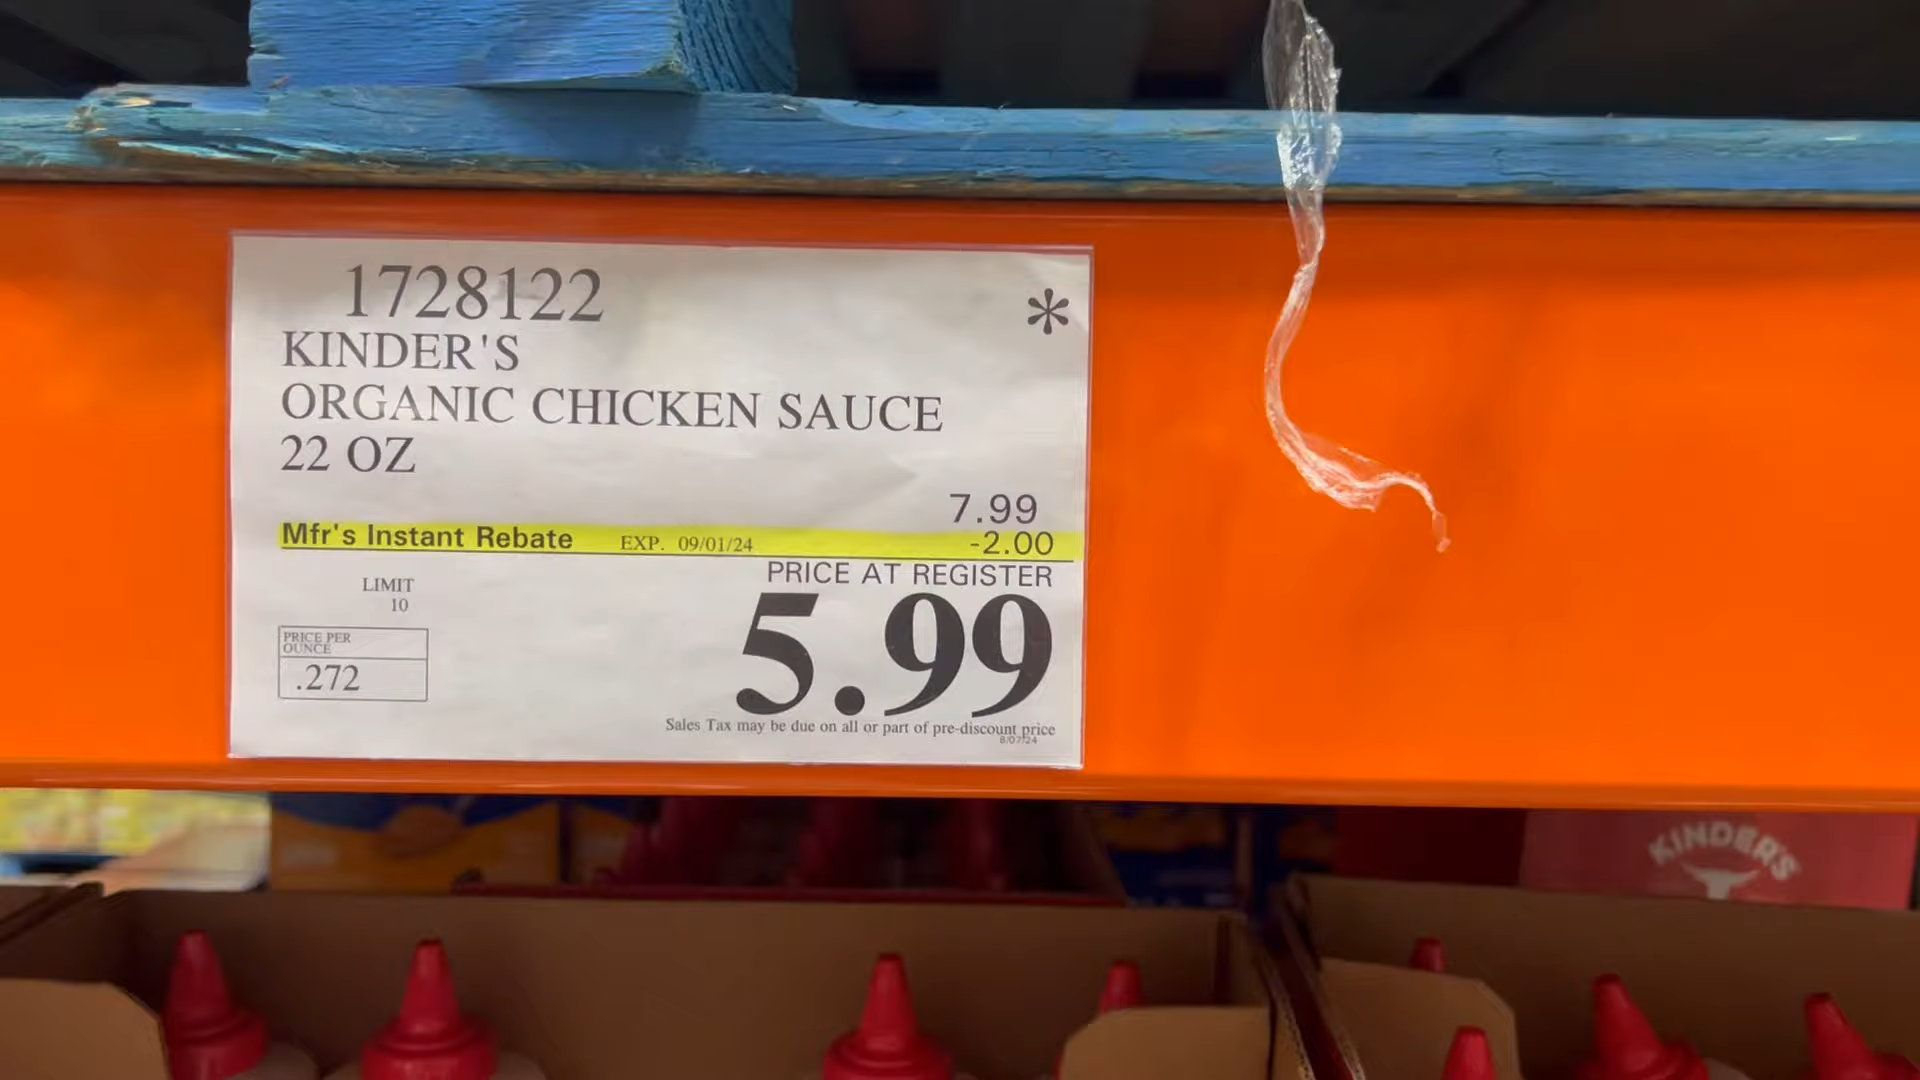 1728122
*
KINDER'S
ORGANIC CHICKEN SAUCE
22 OZ
7.99
Mfr's Instant Rebate EXP. 09/01/24 -2.00
PRICE AT REGISTER
LIMIT
10
5.99
PRICE PER
OUNCE
.272
Sales Tax may be due on all or part of pre-discount price
8/07/24
KINDER'S